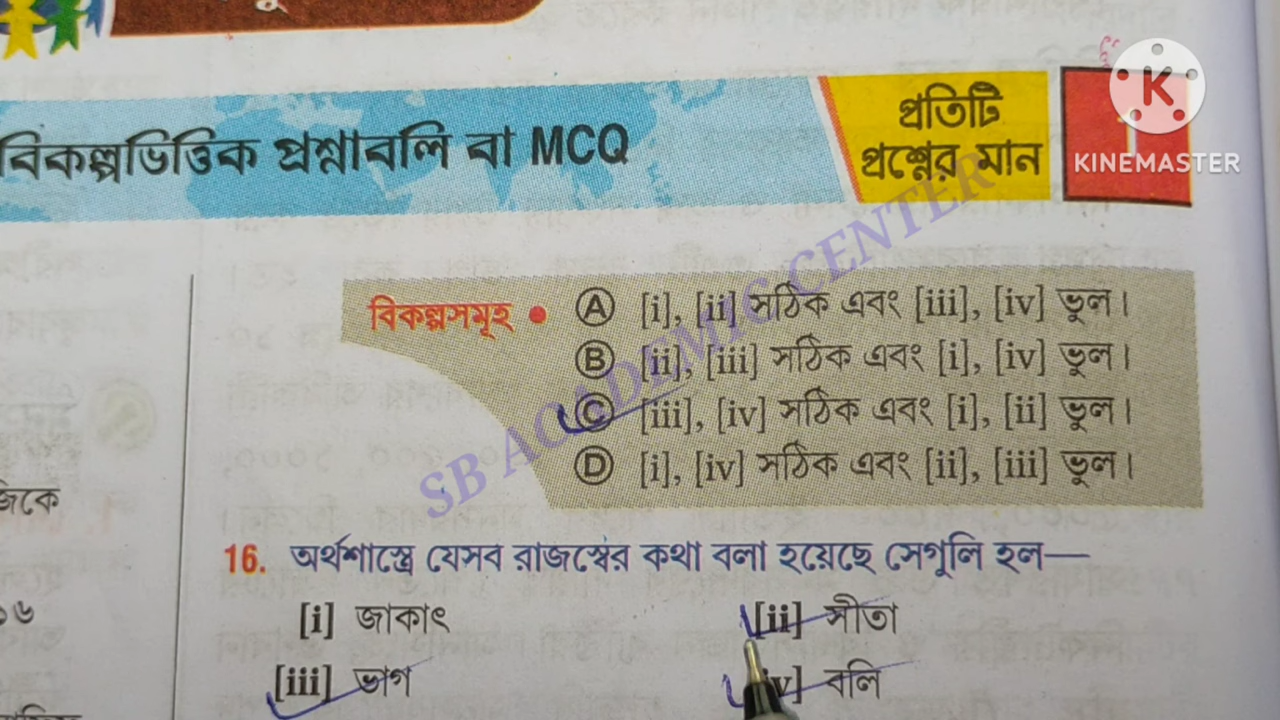 বিকল্পভিত্তিক প্রশ্নাবলি বা MCQ
প্রতিটি
প্রশ্নের মান
1
KINEMASTER
SB ACADEMIC CENTER
বিকল্পসমূহ • Ⓐ [i], [ii] সঠিক এবং [iii], [iv] ভুল।
Ⓑ [ii], [iii] সঠিক এবং [i], [iv] ভুল।
Ⓒ [iii], [iv] সঠিক এবং [i], [ii] ভুল।
Ⓓ [i], [iv] সঠিক এবং [ii], [iii] ভুল।
16. অর্থশাস্ত্রে যেসব রাজস্বের কথা বলা হয়েছে সেগুলি হল—
[i] জাকাৎ [ii] সীতা
[iii] ভাগ [iv] বলি